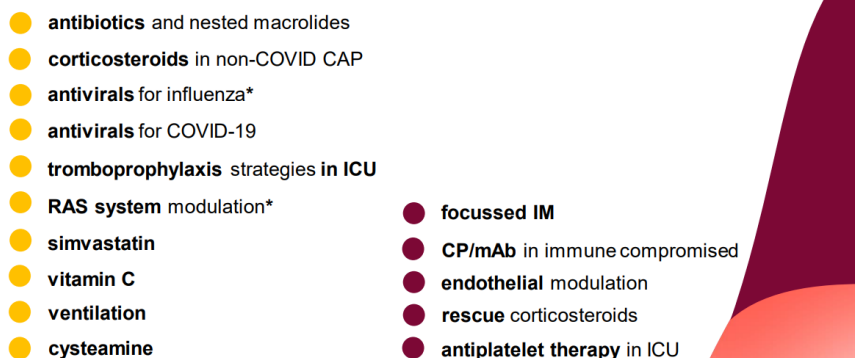 antibiotics and nested macrolides
corticosteroids in non-COVID CAP
antivirals for influenza*
antivirals for COVID-19
tromboprophylaxis strategies in ICU
RAS system modulation*
simvastatin
vitamin C
ventilation
cysteamine
focussed IM
CP/mAb in immune compromised
endothelial modulation
rescue corticosteroids
antiplatelet therapy in ICU